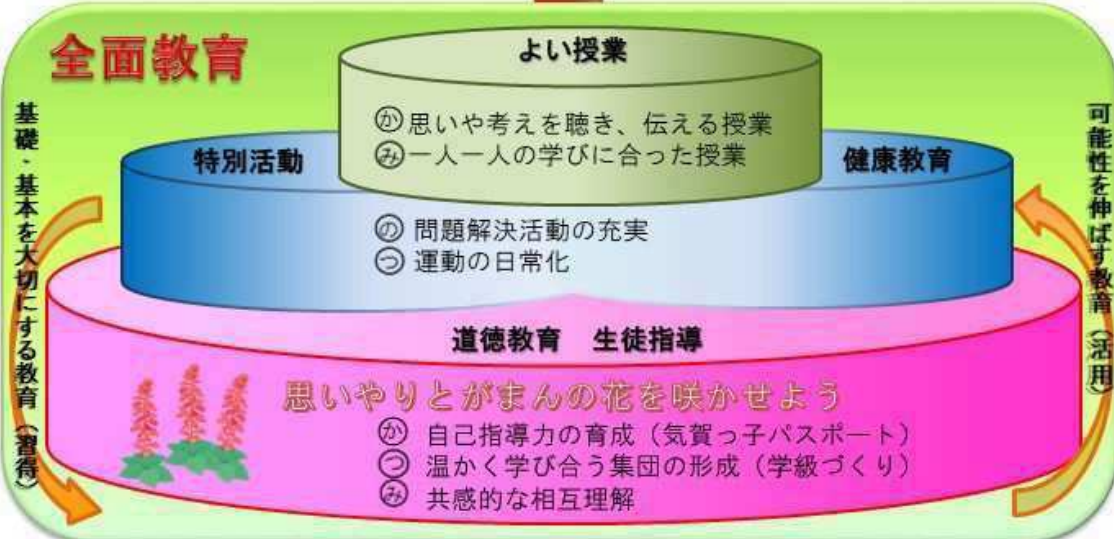 全面教育
よい授業
か 思いや考えを聴き、伝える授業
み 一人一人の学びに合った授業
特別活動
健康教育
の 問題解決活動の充実
つ 運動の日常化
道徳教育 生徒指導
思いやりとがまんの花を咲かせよう
か 自己指導力の育成（気賀っ子パスポート）
つ 温かく学び合う集団の形成（学級づくり）
み 共感的な相互理解
基礎・基本を大切にする教育（習得）
可能性を伸ばす教育（活用）